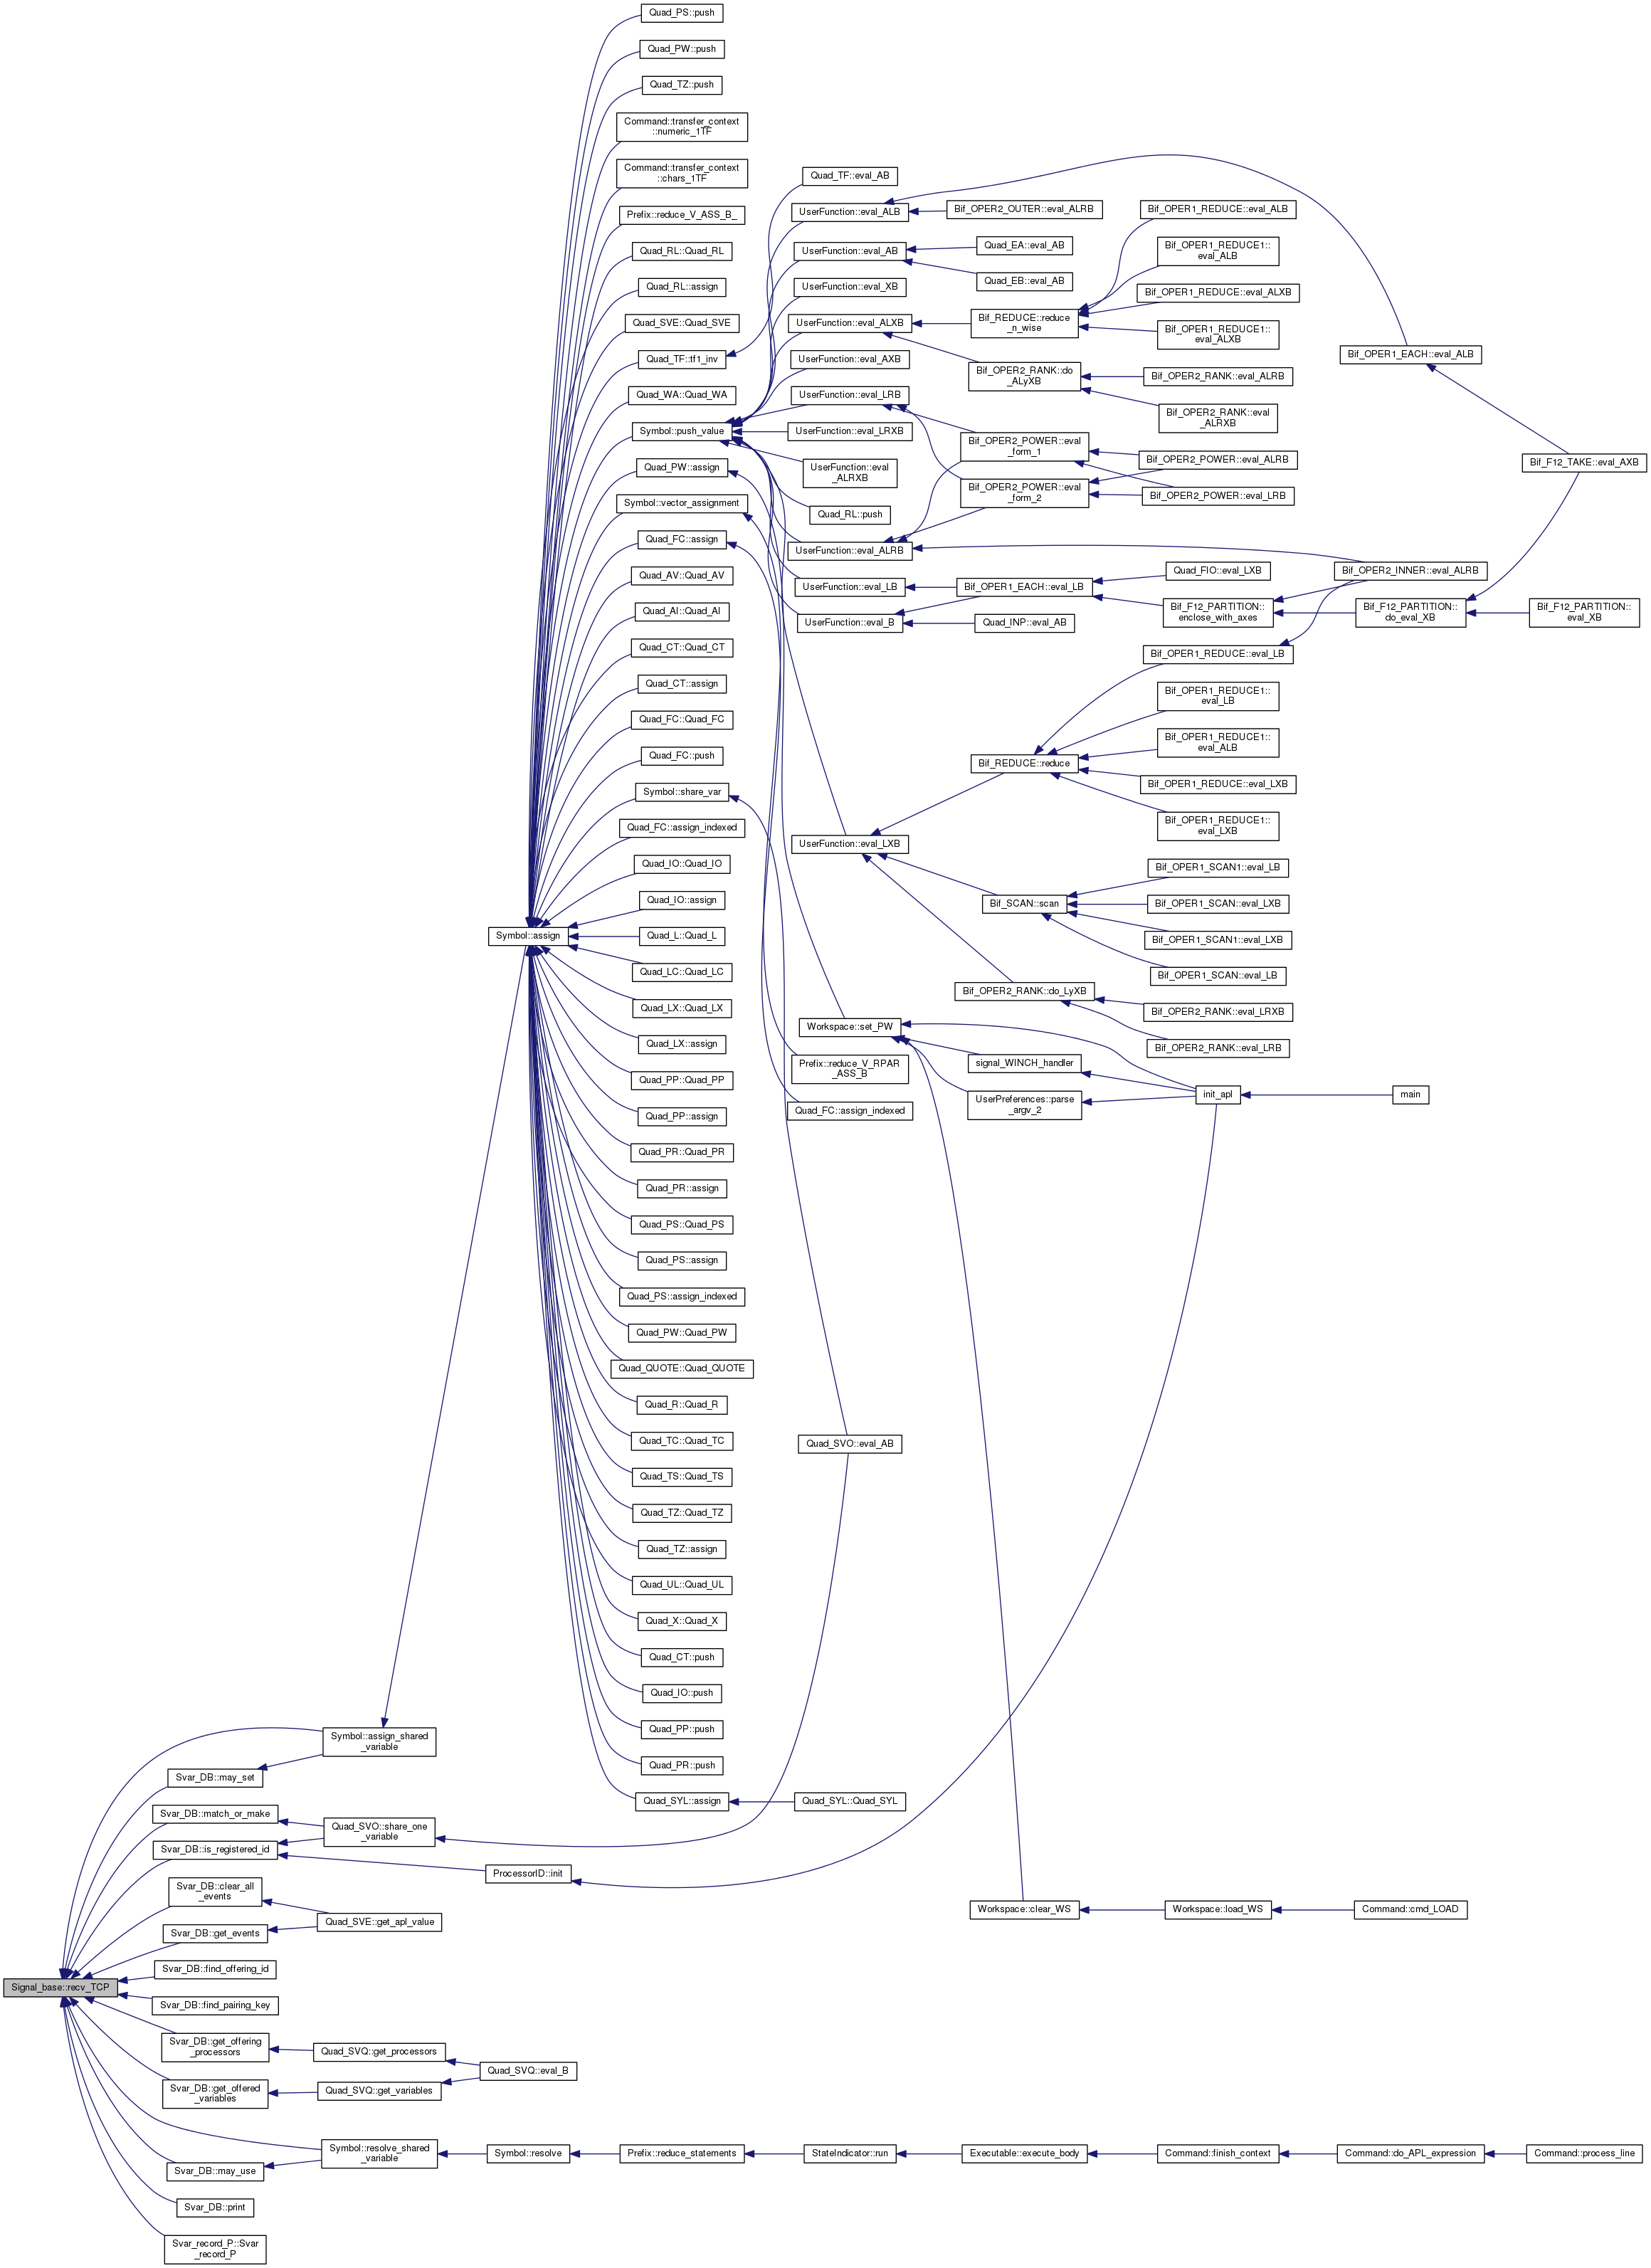 Quad_PS::push
Quad_PW::push
Quad_TZ::push
Command::transfer_context
::numeric_1TF
Command::transfer_context
::chars_1TF
Prefix::reduce_V_ASS_B_
Quad_RL::Quad_RL
Quad_RL::assign
Quad_SVE::Quad_SVE
Quad_TF::tf1_inv
Quad_WA::Quad_WA
Symbol::push_value
Quad_PW::assign
Symbol::vector_assignment
Quad_FC::assign
Quad_AV::Quad_AV
Quad_AI::Quad_AI
Quad_CT::Quad_CT
Quad_CT::assign
Quad_FC::Quad_FC
Quad_FC::push
Symbol::share_var
Quad_FC::assign_indexed
Quad_IO::Quad_IO
Quad_IO::assign
Symbol::assign
Quad_L::Quad_L
Quad_LC::Quad_LC
Quad_LX::Quad_LX
Quad_LX::assign
Quad_PP::Quad_PP
Quad_PP::assign
Quad_PR::Quad_PR
Quad_PR::assign
Quad_PS::Quad_PS
Quad_PS::assign
Quad_PS::assign_indexed
Quad_PW::Quad_PW
Quad_QUOTE::Quad_QUOTE
Quad_R::Quad_R
Quad_TC::Quad_TC
Quad_TS::Quad_TS
Quad_TZ::Quad_TZ
Quad_TZ::assign
Quad_UL::Quad_UL
Quad_X::Quad_X
Quad_CT::push
Quad_IO::push
Quad_PP::push
Quad_PR::push
Quad_SYL::assign
Quad_SYL::Quad_SYL
Quad_TF::eval_AB
UserFunction::eval_ALB
UserFunction::eval_AB
UserFunction::eval_XB
UserFunction::eval_ALXB
UserFunction::eval_AXB
UserFunction::eval_LRB
UserFunction::eval_LRXB
UserFunction::eval
_ALRXB
Quad_RL::push
UserFunction::eval_ALRB
UserFunction::eval_LB
UserFunction::eval_B
UserFunction::eval_LXB
Workspace::set_PW
Prefix::reduce_V_RPAR
_ASS_B
Quad_FC::assign_indexed
Quad_SVO::eval_AB
Bif_OPER2_OUTER::eval_ALRB
Quad_EA::eval_AB
Quad_EB::eval_AB
Bif_REDUCE::reduce
_n_wise
Bif_OPER2_RANK::do
_ALyXB
Bif_OPER2_POWER::eval
_form_1
Bif_OPER2_POWER::eval
_form_2
Bif_OPER1_EACH::eval_LB
Quad_INP::eval_AB
Bif_REDUCE::reduce
Bif_SCAN::scan
Bif_OPER2_RANK::do_LyXB
signal_WINCH_handler
UserPreferences::parse
_argv_2
Bif_OPER1_REDUCE::eval_ALB
Bif_OPER1_REDUCE1::
eval_ALB
Bif_OPER1_REDUCE::eval_ALXB
Bif_OPER1_REDUCE1::
eval_ALXB
Bif_OPER2_RANK::eval_ALRB
Bif_OPER2_RANK::eval
_ALRXB
Bif_OPER2_POWER::eval_ALRB
Bif_OPER2_POWER::eval_LRB
Quad_FIO::eval_LXB
Bif_F12_PARTITION::
enclose_with_axes
Bif_OPER1_REDUCE::eval_LB
Bif_OPER1_REDUCE1::
eval_LB
Bif_OPER1_REDUCE1::
eval_ALB
Bif_OPER1_REDUCE::eval_LXB
Bif_OPER1_REDUCE1::
eval_LXB
Bif_OPER1_SCAN1::eval_LB
Bif_OPER1_SCAN::eval_LXB
Bif_OPER1_SCAN1::eval_LXB
Bif_OPER1_SCAN::eval_LB
Bif_OPER2_RANK::eval_LRXB
Bif_OPER2_RANK::eval_LRB
init_apl
main
Bif_OPER1_EACH::eval_ALB
Bif_F12_TAKE::eval_AXB
Bif_OPER2_INNER::eval_ALRB
Bif_F12_PARTITION::
do_eval_XB
Bif_F12_PARTITION::
eval_XB
Symbol::assign_shared
_variable
Svar_DB::may_set
Svar_DB::match_or_make
Quad_SVO::share_one
_variable
Svar_DB::is_registered_id
ProcessorID::init
Svar_DB::clear_all
_events
Quad_SVE::get_apl_value
Svar_DB::get_events
Workspace::clear_WS
Workspace::load_WS
Command::cmd_LOAD
Svar_DB::find_offering_id
Signal_base::recv_TCP
Svar_DB::find_pairing_key
Svar_DB::get_offering
_processors
Quad_SVQ::get_processors
Quad_SVQ::eval_B
Svar_DB::get_offered
_variables
Quad_SVQ::get_variables
Symbol::resolve_shared
_variable
Symbol::resolve
Prefix::reduce_statements
StateIndicator::run
Executable::execute_body
Command::finish_context
Command::do_APL_expression
Command::process_line
Svar_DB::may_use
Svar_DB::print
Svar_record_P::Svar
_record_P